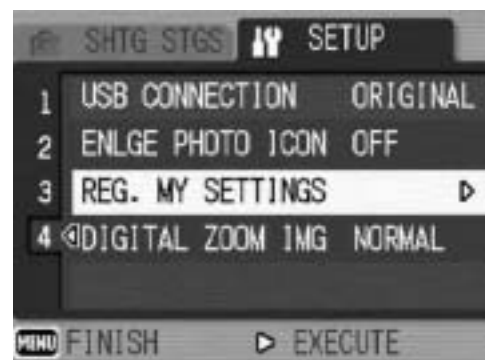 SHTG STGS SETUP
1 USB CONNECTION ORIGINAL
2 ENLGE PHOTO ICON OFF
3 REG. MY SETTINGS
4 DIGITAL ZOOM IMG NORMAL
MENU FINISH EXECUTE